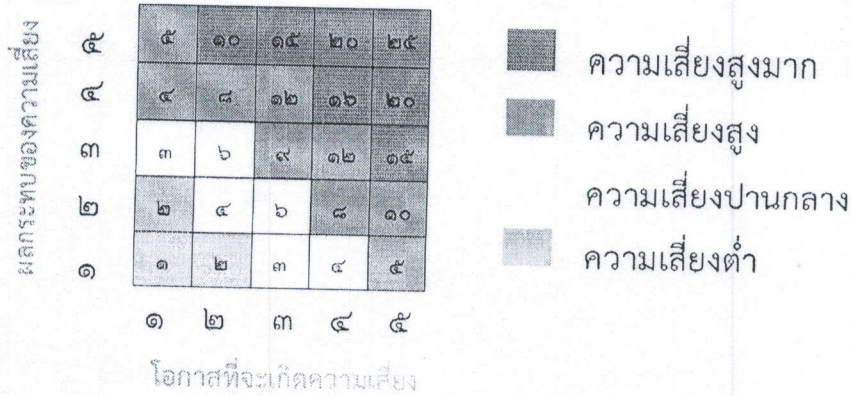 ผลกระทบของความเสี่ยง
๕ ๕ ๑๐ ๑๕ ๒๐ ๒๕
๔ ๔ ๘ ๑๒ ๑๖ ๒๐
๓ ๓ ๖ ๙ ๑๒ ๑๕
๒ ๒ ๔ ๖ ๘ ๑๐
๑ ๑ ๒ ๓ ๔ ๕
๑ ๒ ๓ ๔ ๕
โอกาสที่จะเกิดความเสี่ยง
ความเสี่ยงสูงมาก
ความเสี่ยงสูง
ความเสี่ยงปานกลาง
ความเสี่ยงต่ำ